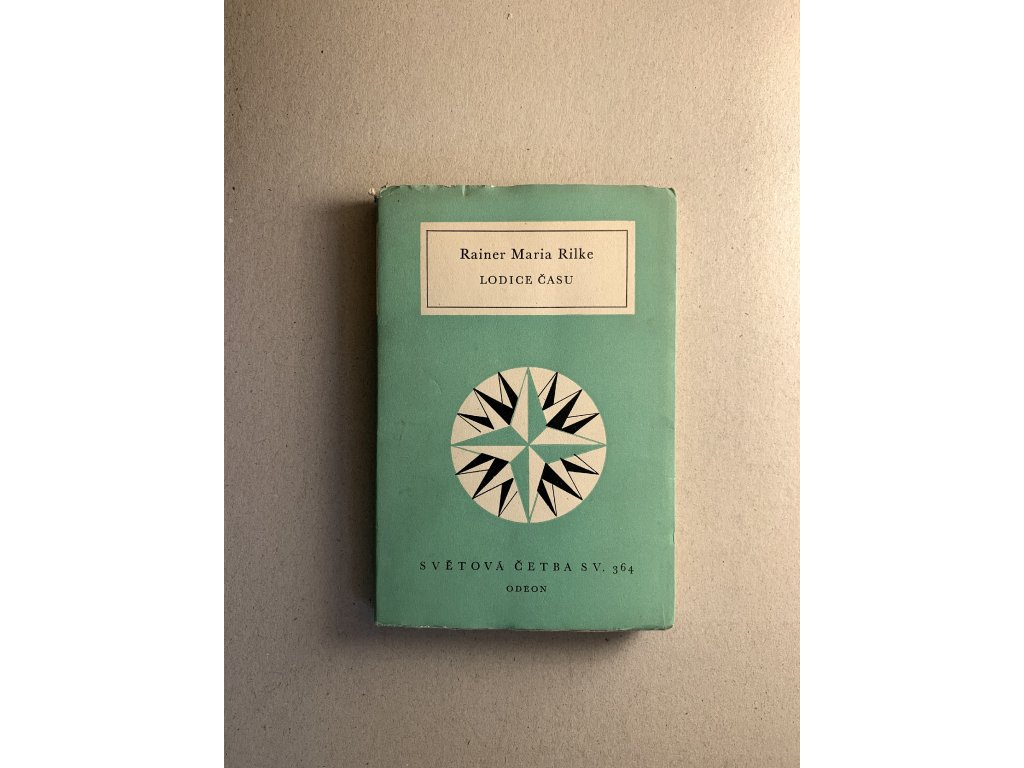 Rainer Maria Rilke
LODICE ČASU
SVĚTOVÁ ČETBA SV. 364
ODEON